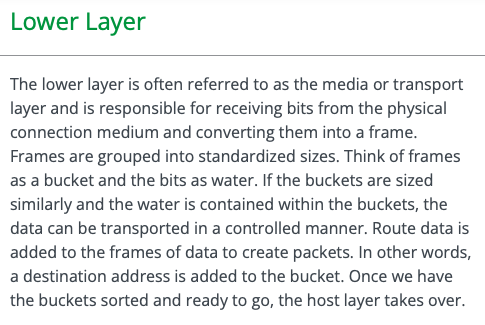 Lower Layer
The lower layer is often referred to as the media or transport
layer and is responsible for receiving bits from the physical
connection medium and converting them into a frame.
Frames are grouped into standardized sizes. Think of frames
as a bucket and the bits as water. If the buckets are sized
similarly and the water is contained within the buckets, the
data can be transported in a controlled manner. Route data is
added to the frames of data to create packets. In other words,
a destination address is added to the bucket. Once we have
the buckets sorted and ready to go, the host layer takes over.